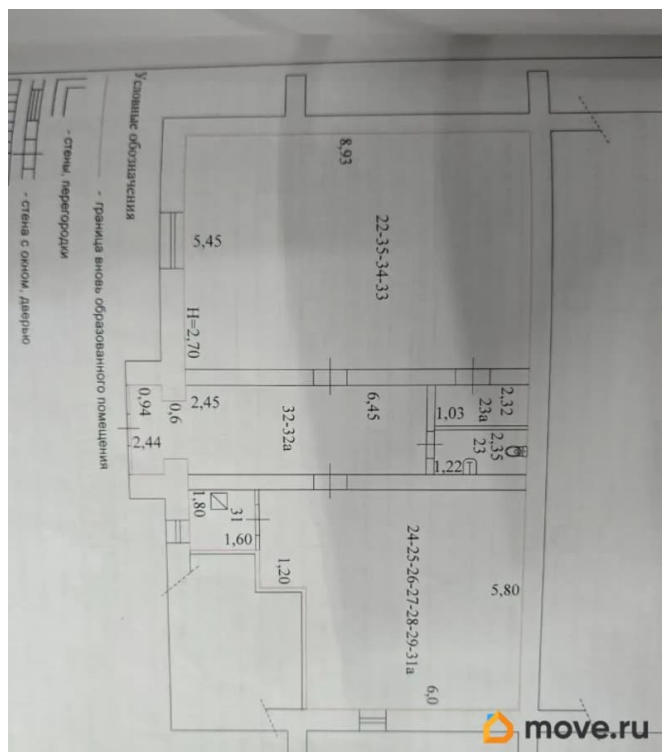 Условные обозначения
- граница вновь образованного помещения
- стены, перегородки
- стена с окном, дверью
8,93
22-35-34-33
5,45
Н=2,70
2,32
23а
1,03
6,45
2,45
32-32а
0,94
0,6
2,44
2,35
23
1,22
1,80
31
1,60
1,20
24-25-26-27-28-29-31а
5,80
6,0
move.ru